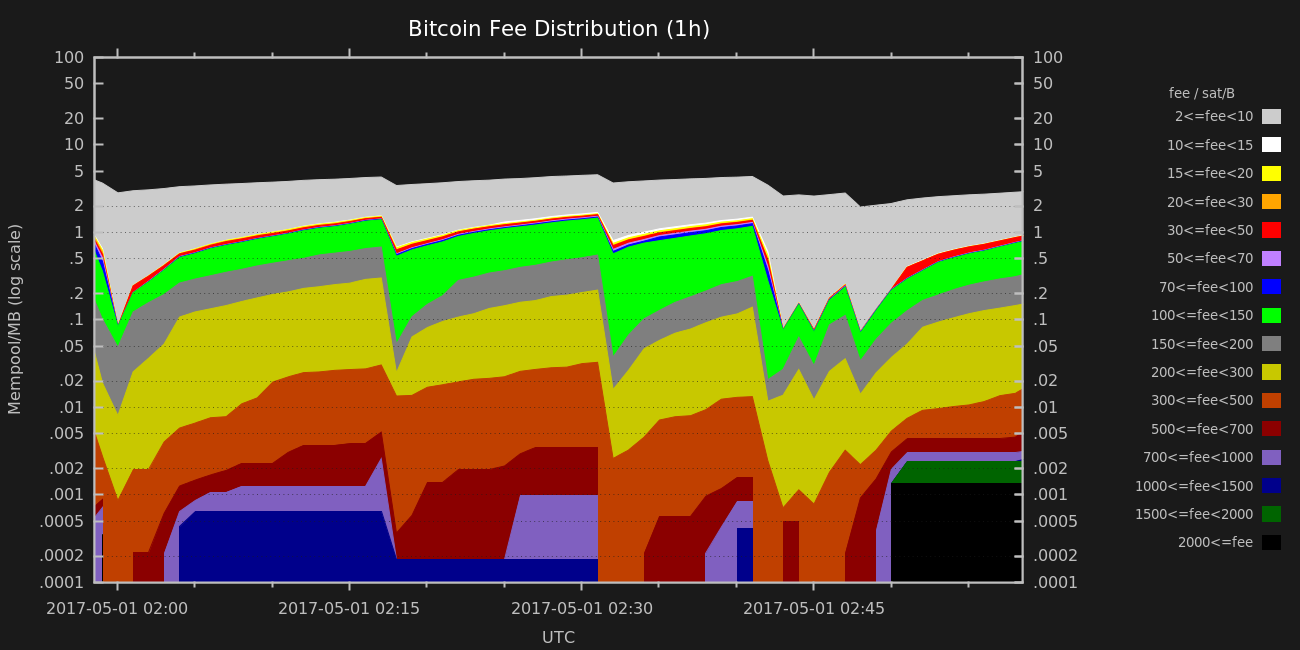 Bitcoin Fee Distribution (1h)
Mempool/MB (log scale)
100
50
20
10
5
2
1
.5
.2
.1
.05
.02
.01
.005
.002
.001
.0005
.0002
.0001
100
50
20
10
5
2
1
.5
.2
.1
.05
.02
.01
.005
.002
.001
.0005
.0002
.0001
2017-05-01 02:00
2017-05-01 02:15
2017-05-01 02:30
2017-05-01 02:45
UTC
fee / sat/B
2<=fee<10
10<=fee<15
15<=fee<20
20<=fee<30
30<=fee<50
50<=fee<70
70<=fee<100
100<=fee<150
150<=fee<200
200<=fee<300
300<=fee<500
500<=fee<700
700<=fee<1000
1000<=fee<1500
1500<=fee<2000
2000<=fee